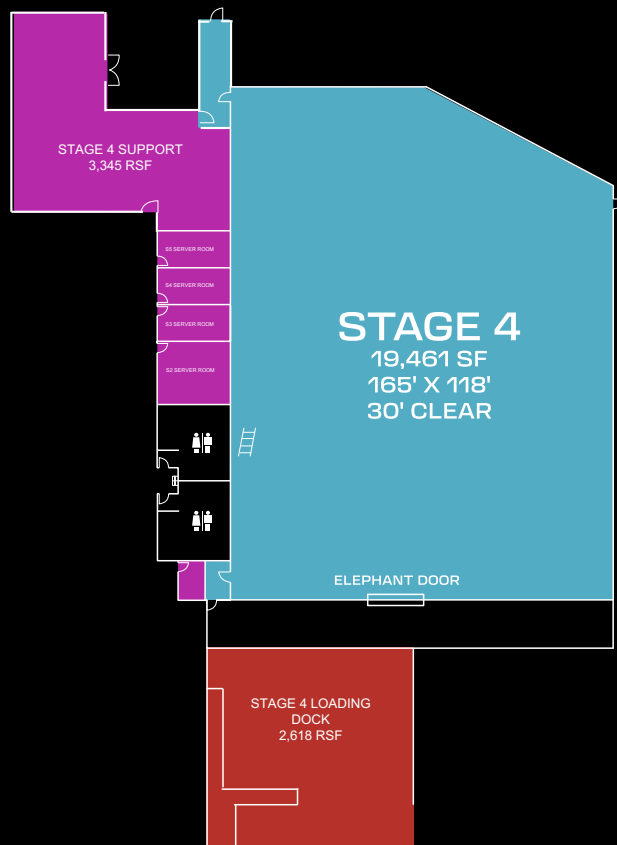 STAGE 4 SUPPORT
3,345 RSF
S5 SERVER ROOM
S4 SERVER ROOM
S3 SERVER ROOM
S2 SERVER ROOM
STAGE 4
19,461 SF
165' X 118'
30' CLEAR
ELEPHANT DOOR
STAGE 4 LOADING
DOCK
2,618 RSF